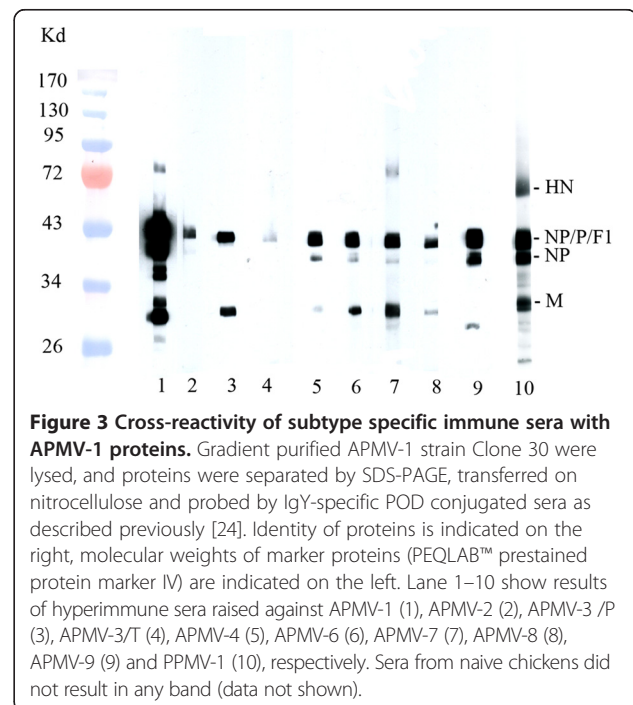 Kd
170
130
95
72
43
34
26
- HN
- NP/P/F1
- NP
- M
1 2 3 4 5 6 7 8 9 10
Figure 3 Cross-reactivity of subtype specific immune sera with
APMV-1 proteins. Gradient purified APMV-1 strain Clone 30 were
lysed, and proteins were separated by SDS-PAGE, transferred on
nitrocellulose and probed by IgY-specific POD conjugated sera as
described previously [24]. Identity of proteins is indicated on the
right, molecular weights of marker proteins (PEQLAB™ prestained
protein marker IV) are indicated on the left. Lane 1–10 show results
of hyperimmune sera raised against APMV-1 (1), APMV-2 (2), APMV-3 /P
(3), APMV-3/T (4), APMV-4 (5), APMV-6 (6), APMV-7 (7), APMV-8 (8),
APMV-9 (9) and PPMV-1 (10), respectively. Sera from naive chickens did
not result in any band (data not shown).